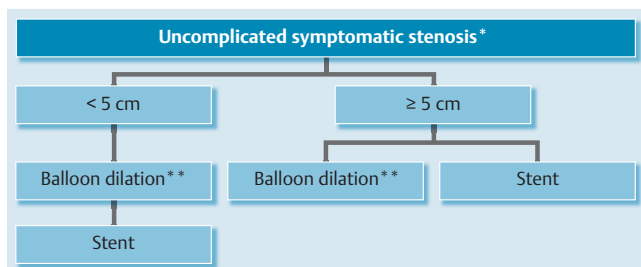 Uncomplicated symptomatic stenosis*
< 5 cm
≥ 5 cm
Balloon dilation**
Balloon dilation**
Stent
Stent